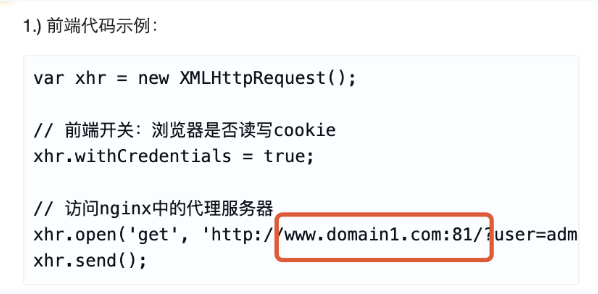 1.) 前端代码示例：
var xhr = new XMLHttpRequest();
// 前端开关：浏览器是否读写cookie
xhr.withCredentials = true;
// 访问nginx中的代理服务器
xhr.open('get', 'http://www.domain1.com:81/?user=adm
xhr.send();